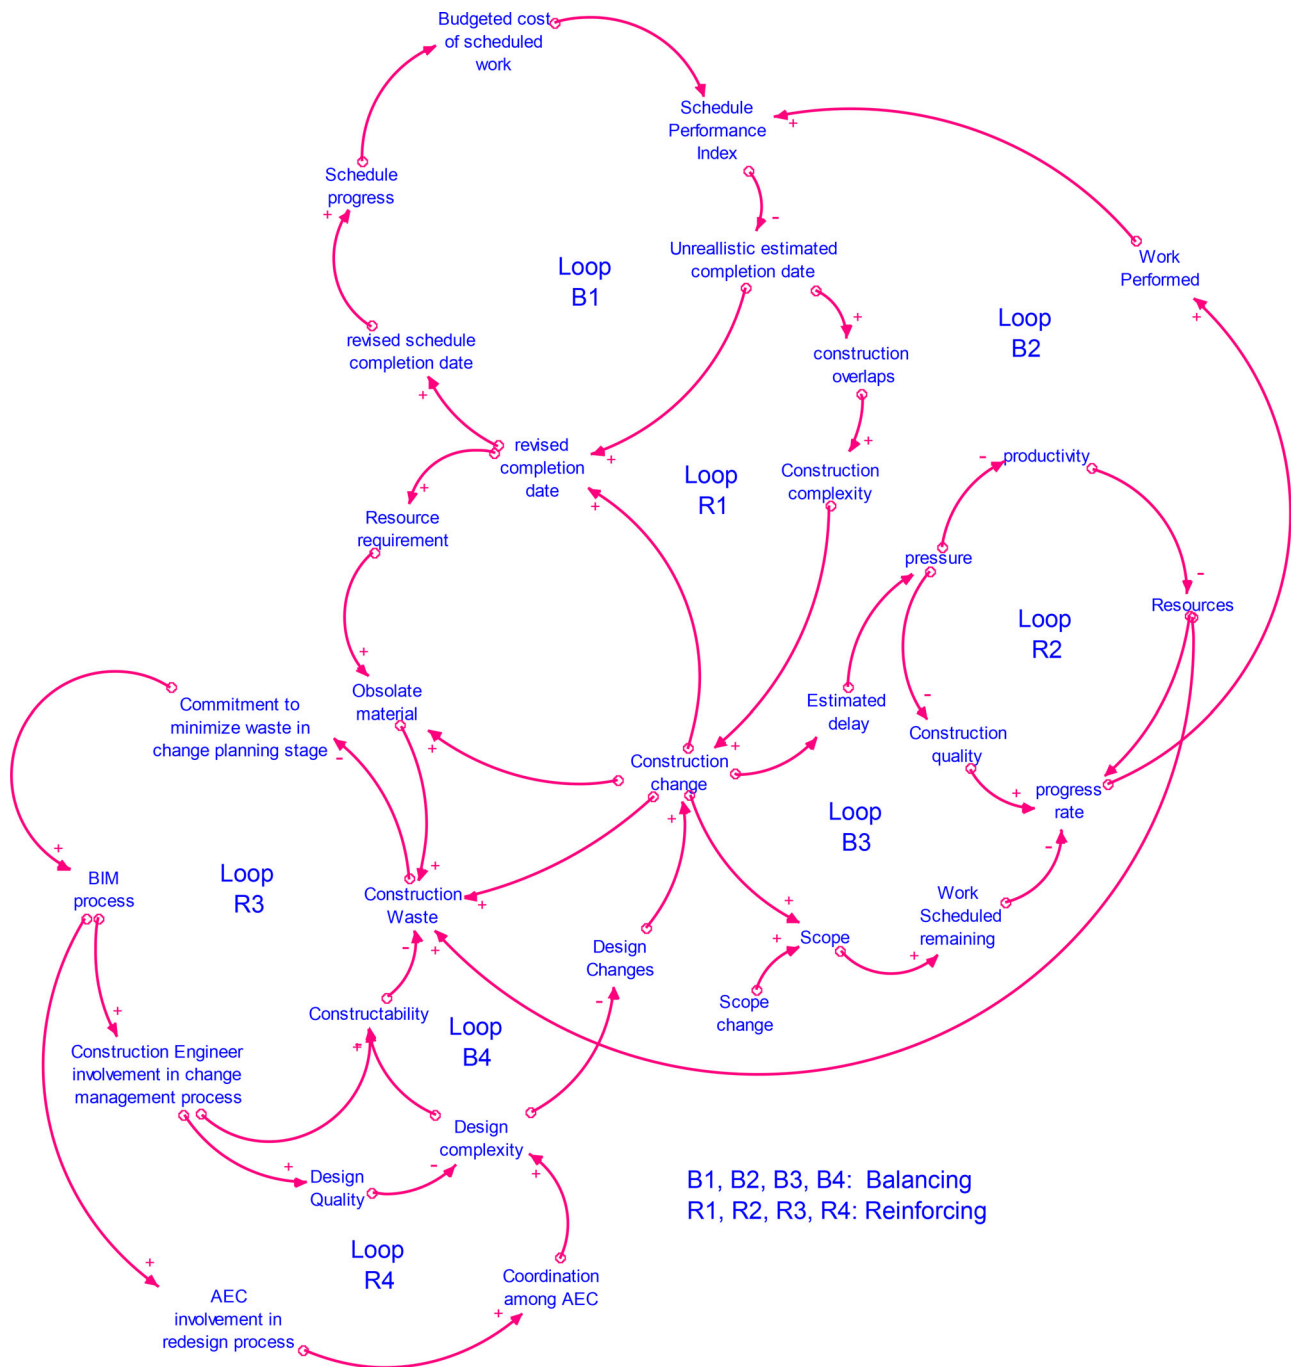 Budgeted cost
of scheduled
work
Schedule
Performance
Index
+
Schedule
progress
+
-
Unreallistic estimated
completion date
Work
Performed
Loop
B1
+
+
Loop
B2
revised schedule
completion date
construction
overlaps
+
+
revised
completion
date
+
productivity
-
Loop
R1
Construction
complexity
+
+
Resource
requirement
pressure
-
Resources
Loop
R2
+
Obsolate
material
Commitment to
minimize waste in
change planning stage
-
-
Estimated
delay
Construction
quality
+
+
Construction
change
+
progress
rate
+
Loop
B3
-
+
+
BIM
process
Loop
R3
+
Construction
Waste
+
+
Work
Scheduled
remaining
Scope
+
+
-
+
Design
Changes
-
Scope
change
+
Constructability
Loop
B4
Construction Engineer
involvement in change
management process
-
Design
complexity
+
Design
Quality
-
+
B1, B2, B3, B4: Balancing
R1, R2, R3, R4: Reinforcing
Loop
R4
+
Coordination
among AEC
AEC
involvement in
redesign process
+